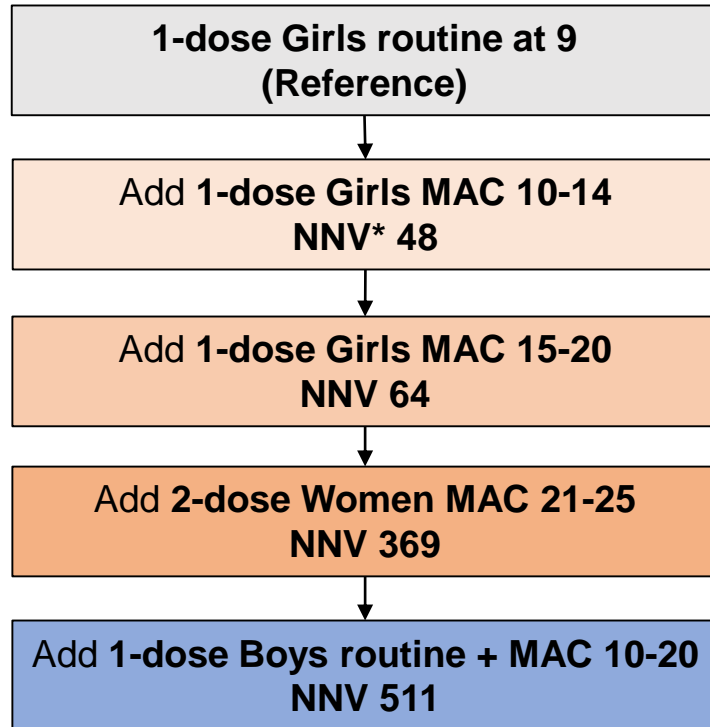 1-dose Girls routine at 9
(Reference)
Add 1-dose Girls MAC 10-14
NNV* 48
Add 1-dose Girls MAC 15-20
NNV 64
Add 2-dose Women MAC 21-25
NNV 369
Add 1-dose Boys routine + MAC 10-20
NNV 511